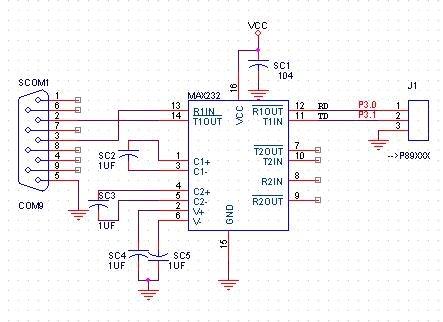 VCC
SC1
104
SCOM1
1
6
2
7
3
8
4
9
5
COM9
MAX232
16
VCC
13 R1IN R1OUT 12 RD P3.0
14 T1OUT T1IN 11 TD P3.1
J1
1
2
3
-->P89XXX
SC2
1UF
1 C1+
3 C1-
T2OUT 7
T2IN 10
SC3
1UF
4 C2+
5 C2-
2 V+
6 V-
R2IN 8
R2OUT 9
GND
15
SC4
1UF
SC5
1UF